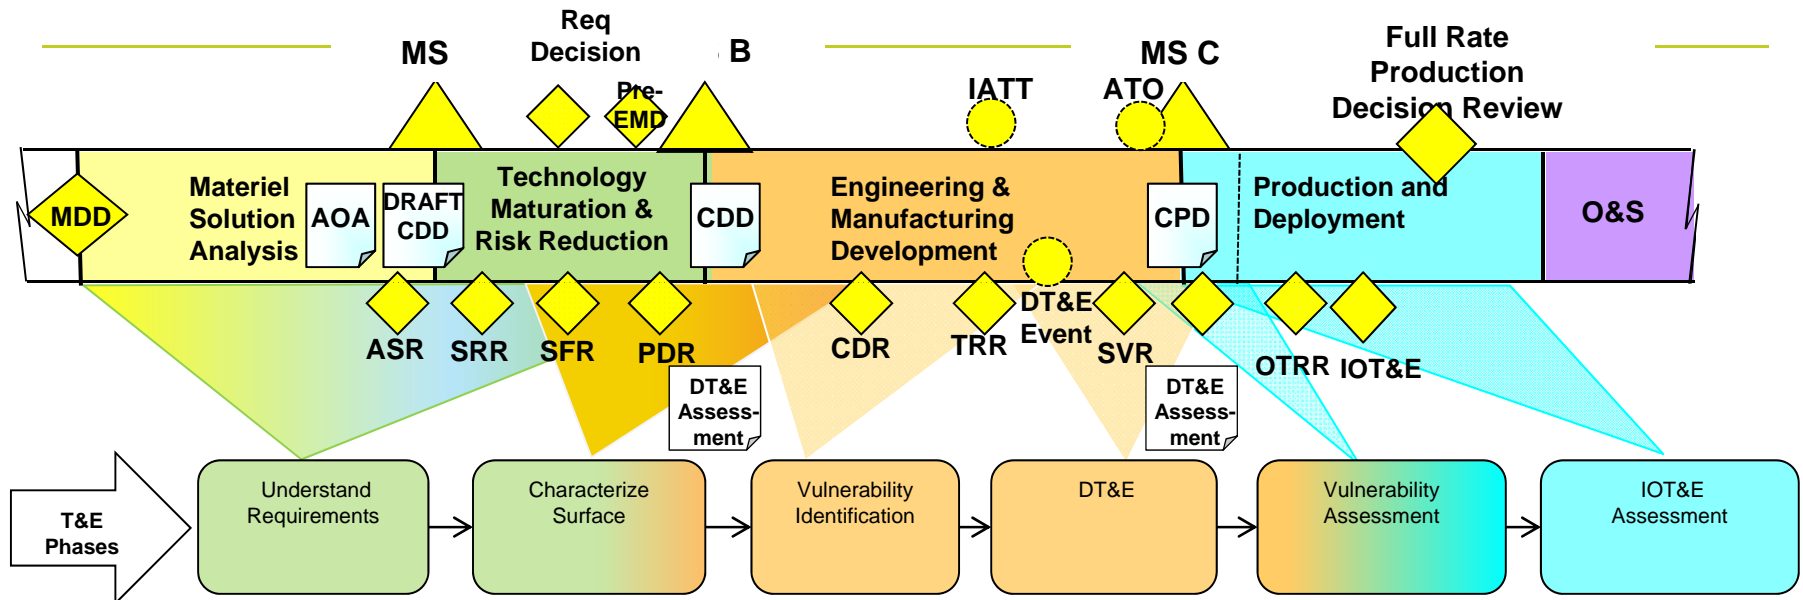 Req
Decision
MS
B
MS C
Full Rate
Production
Decision Review
Pre-
EMD
IATT
ATO
MDD
Materiel
Solution
Analysis
AOA
DRAFT
CDD
Technology
Maturation &
Risk Reduction
CDD
Engineering &
Manufacturing
Development
CPD
Production and
Deployment
O&S
ASR
SRR
SFR
PDR
CDR
TRR
DT&E
Event
SVR
OTRR
IOT&E
DT&E
Assess-
ment
DT&E
Assess-
ment
T&E
Phases
Understand
Requirements
Characterize
Surface
Vulnerability
Identification
DT&E
Vulnerability
Assessment
IOT&E
Assessment